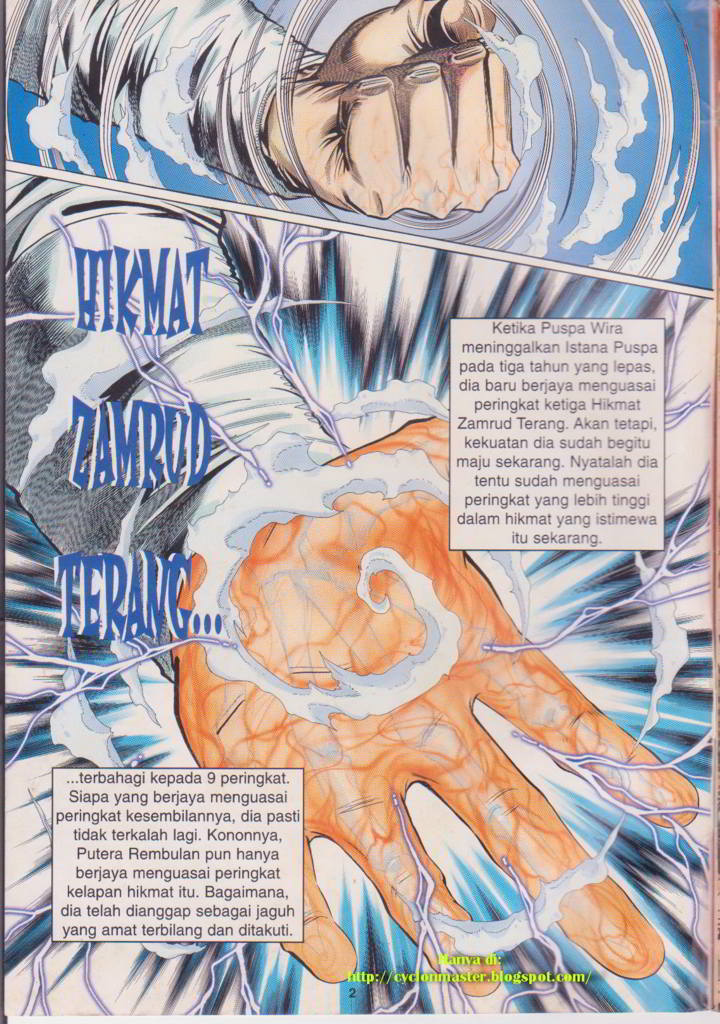 HIKMAT
ZAMRUD
TERANG...
Ketika Puspa Wira
meninggalkan Istana Puspa
pada tiga tahun yang lepas,
dia baru berjaya menguasai
peringkat ketiga Hikmat
Zamrud Terang. Akan tetapi,
kekuatan dia sudah begitu
maju sekarang. Nyatalah dia
tentu sudah menguasai
peringkat yang lebih tinggi
dalam hikmat yang istimewa
itu sekarang.
...terbahagi kepada 9 peringkat.
Siapa yang berjaya menguasai
peringkat kesembilannya, dia pasti
tidak terkalah lagi. Kononnya,
Putera Rembulan pun hanya
berjaya menguasai peringkat
kelapan hikmat itu. Bagaimana,
dia telah dianggap sebagai jaguh
yang amat terbilang dan ditakuti.
Hanya di:
http://cyclonmaster.blogspot.com/
2